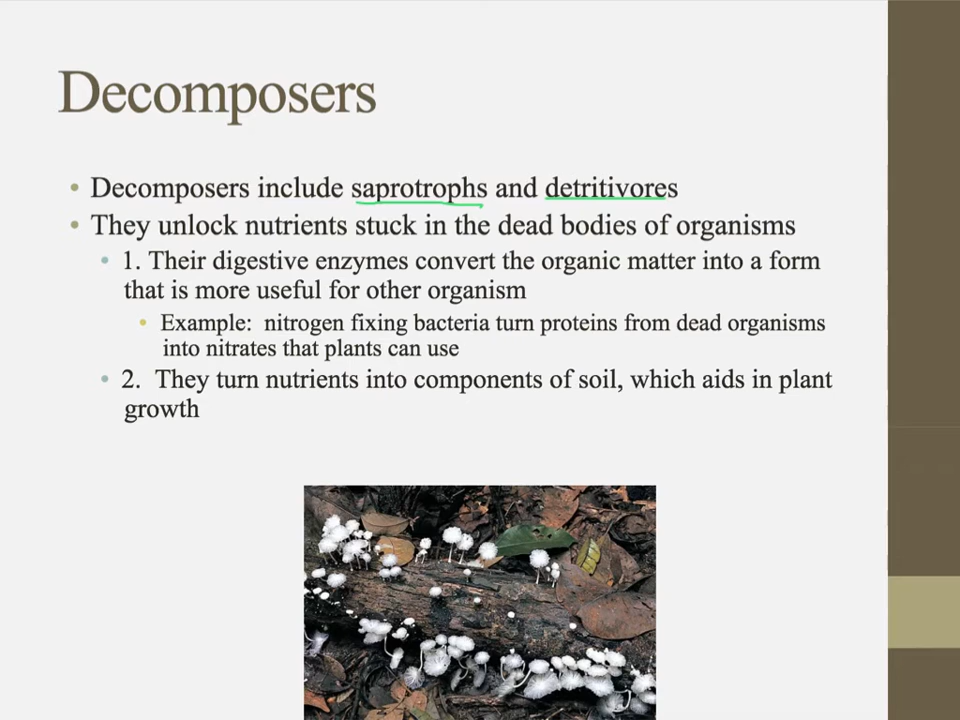 Decomposers
• Decomposers include saprotrophs and detritivores
• They unlock nutrients stuck in the dead bodies of organisms
• 1. Their digestive enzymes convert the organic matter into a form
that is more useful for other organism
• Example:  nitrogen fixing bacteria turn proteins from dead organisms
into nitrates that plants can use
• 2.  They turn nutrients into components of soil, which aids in plant
growth